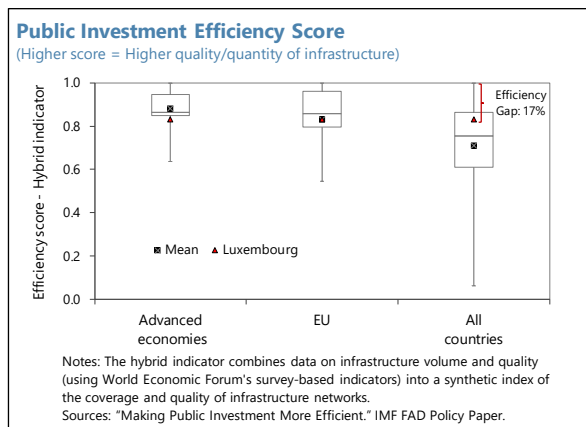 Public Investment Efficiency Score
(Higher score = Higher quality/quantity of infrastructure)
Efficiency score - Hybrid indicator
1.0
0.8
0.6
0.4
0.2
0.0
Efficiency
Gap: 17%
Mean
Luxembourg
Advanced
economies
EU
All
countries
Notes: The hybrid indicator combines data on infrastructure volume and quality
(using World Economic Forum's survey-based indicators) into a synthetic index of
the coverage and quality of infrastructure networks.
Sources: “Making Public Investment More Efficient.” IMF FAD Policy Paper.